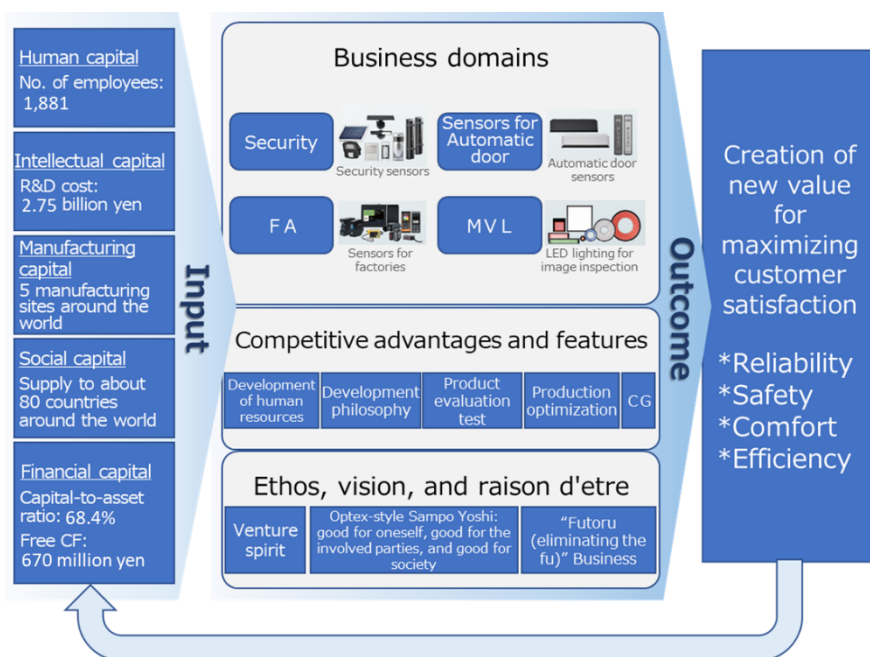 Human capital
No. of employees:
1,881
Intellectual capital
R&D cost:
2.75 billion yen
Manufacturing
capital
5 manufacturing
sites around the
world
Social capital
Supply to about
80 countries
around the world
Financial capital
Capital-to-asset
ratio: 68.4%
Free CF:
670 million yen
Input
Business domains
Security
Security sensors
Sensors for
Automatic
door
Automatic door
sensors
FA
Sensors for
factories
MVL
LED lighting for
image inspection
Competitive advantages and features
Development
of human
resources
Development
philosophy
Product
evaluation
test
Production
optimization
CG
Ethos, vision, and raison d'etre
Venture
spirit
Optex-style Sampo Yoshi:
good for oneself, good for the
involved parties, and good for
society
“Futoru
(eliminating the
fu)” Business
Outcome
Creation of
new value
for
maximizing
customer
satisfaction
*Reliability
*Safety
*Comfort
*Efficiency